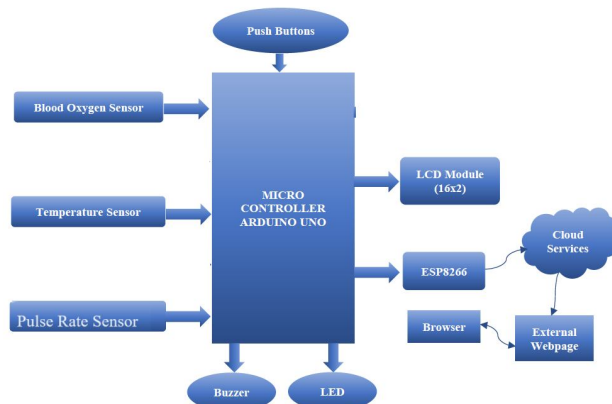 Push Buttons
Blood Oxygen Sensor
Temperature Sensor
Pulse Rate Sensor
MICRO
CONTROLLER
ARDUINO UNO
LCD Module
(16x2)
ESP8266
Cloud
Services
Browser
External
Webpage
Buzzer
LED